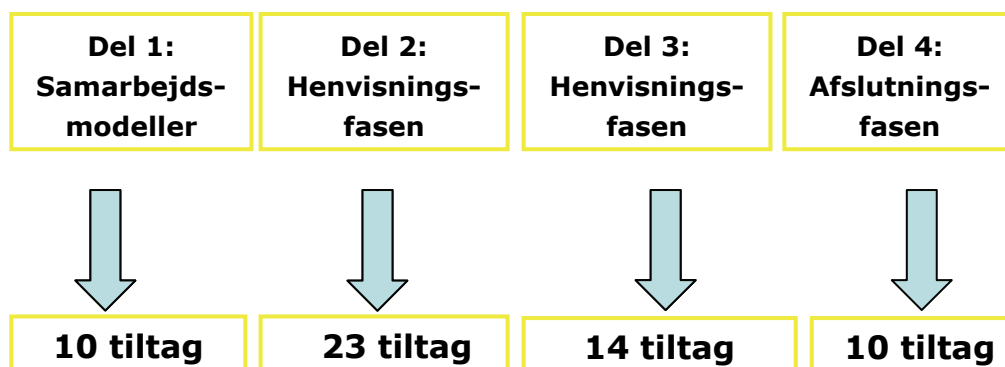 Del 1:
Samarbejds-
modeller
Del 2:
Henvisnings-
fasen
Del 3:
Henvisnings-
fasen
Del 4:
Afslutnings-
fasen
10 tiltag
23 tiltag
14 tiltag
10 tiltag